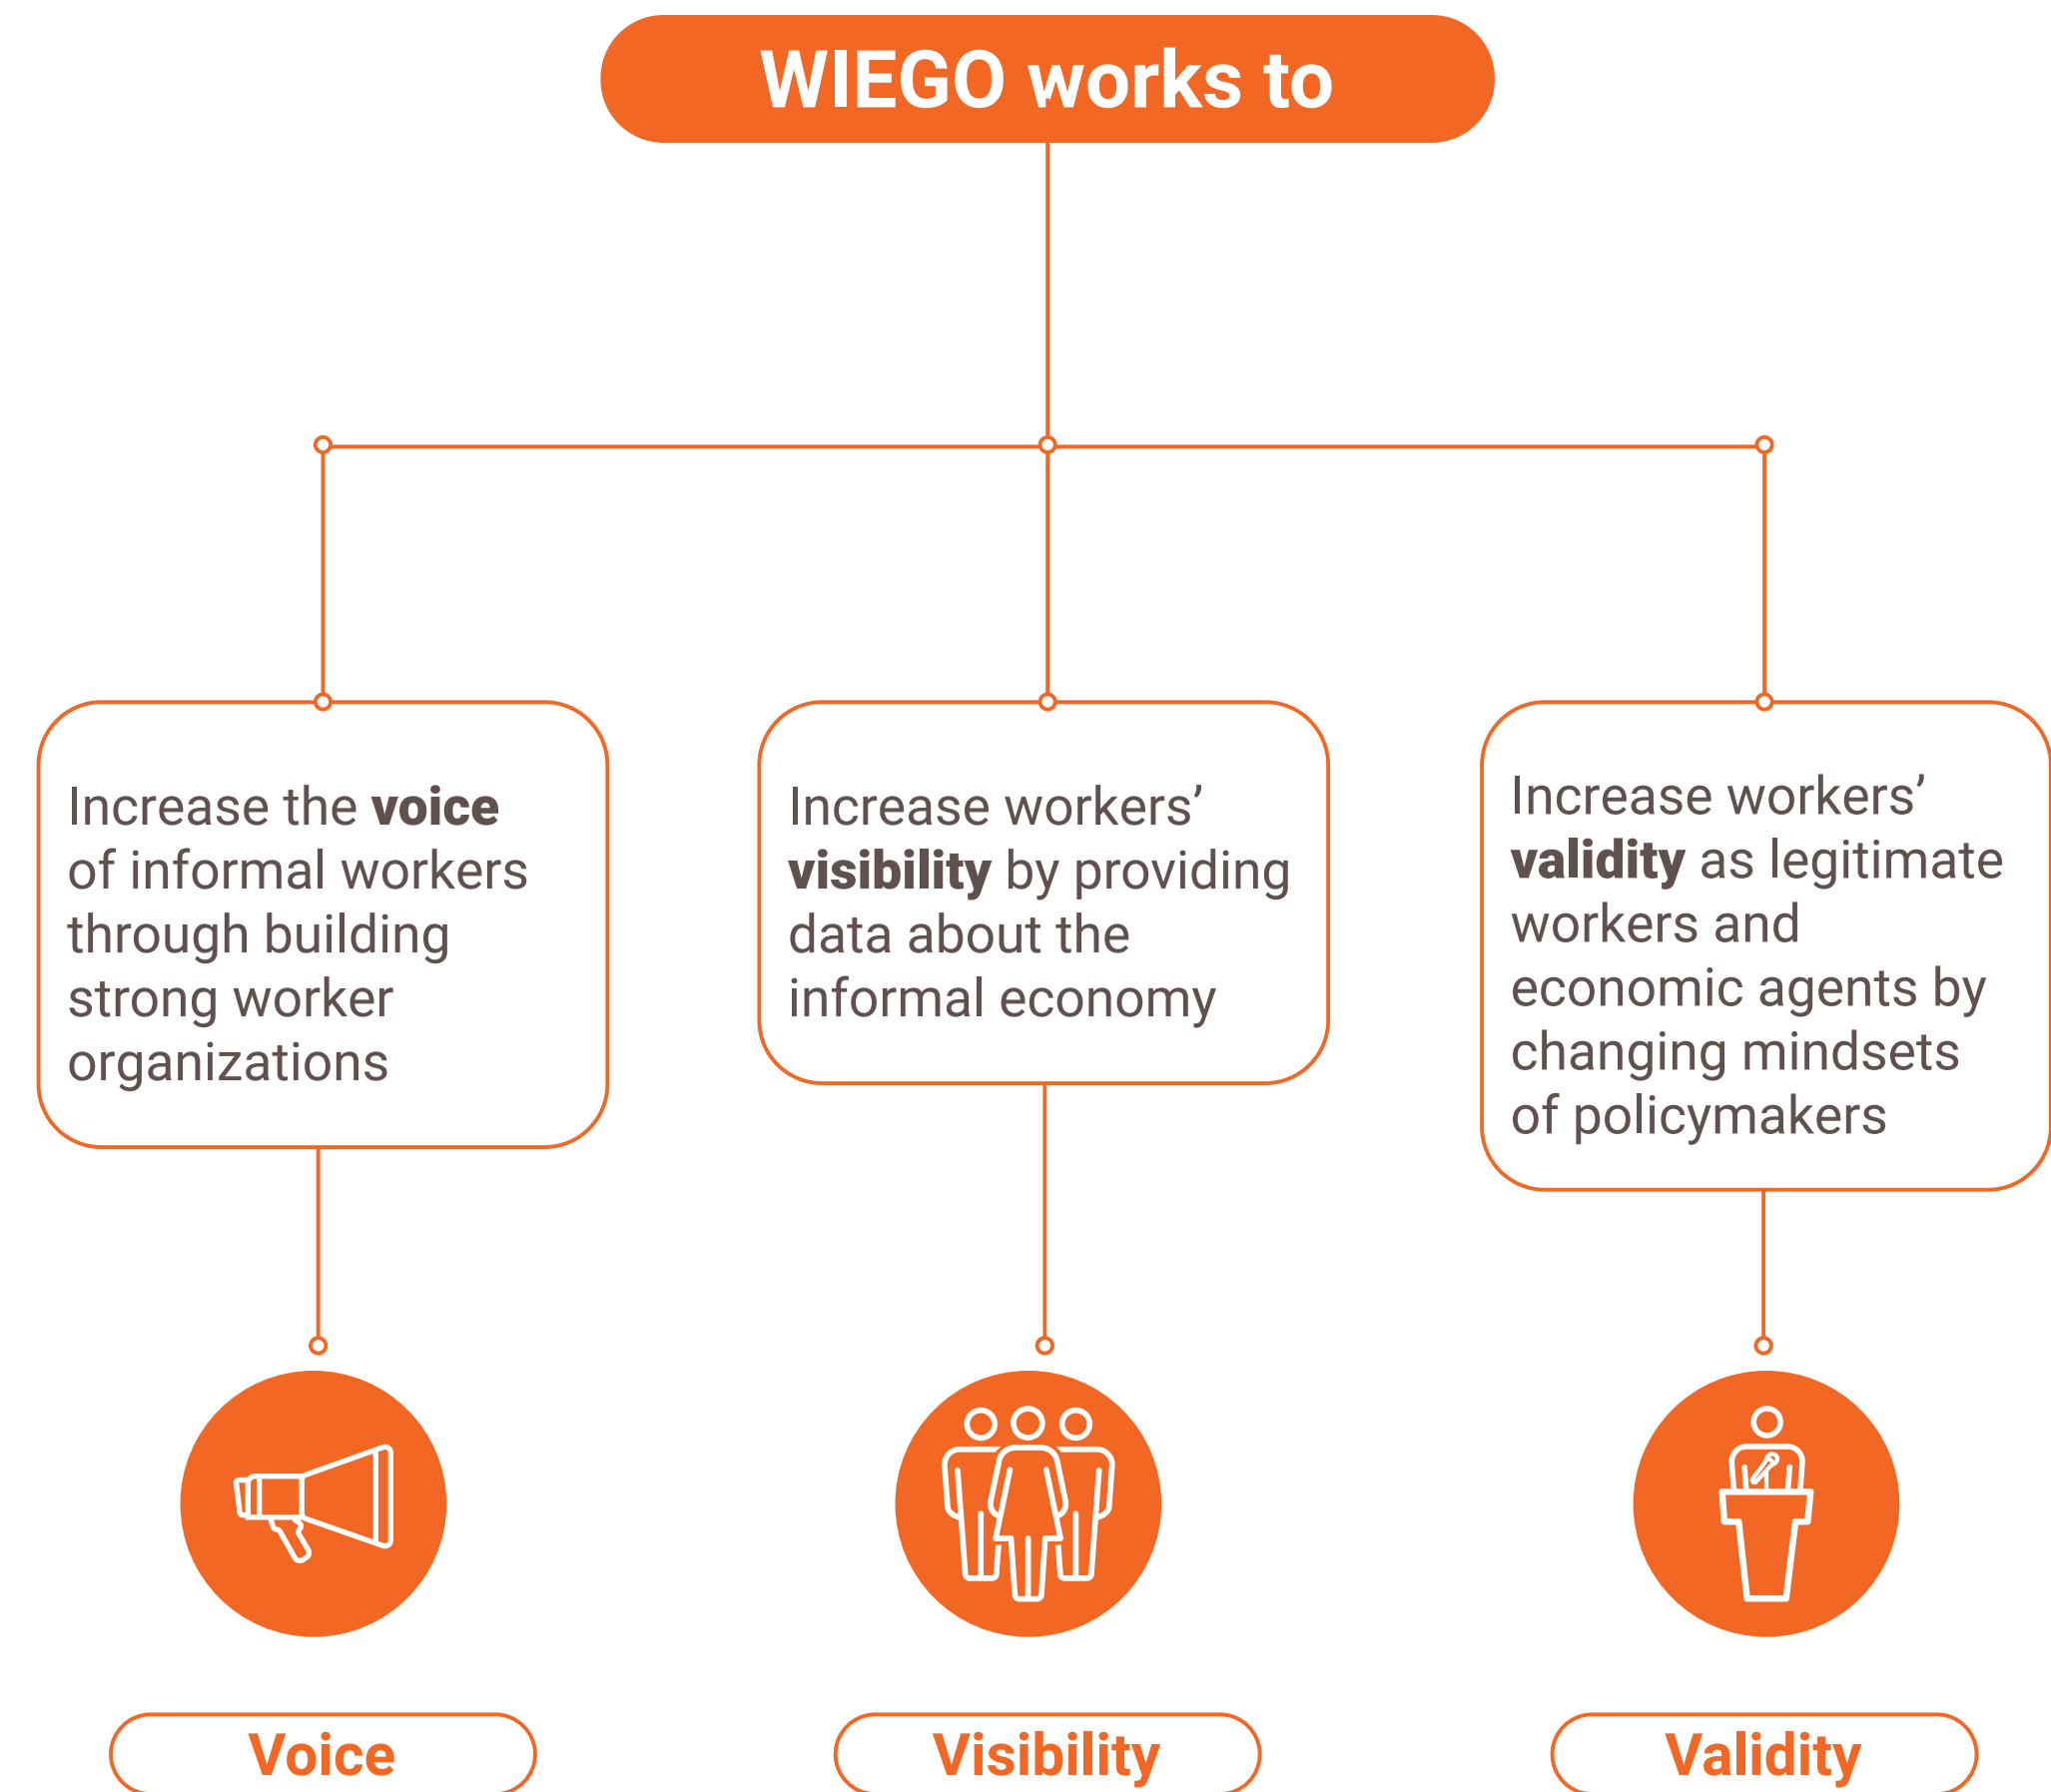 WIEGO works to
Increase the voice
of informal workers
through building
strong worker
organizations
Increase workers’
visibility by providing
data about the
informal economy
Increase workers’
validity as legitimate
workers and
economic agents by
changing mindsets
of policymakers
Voice
Visibility
Validity